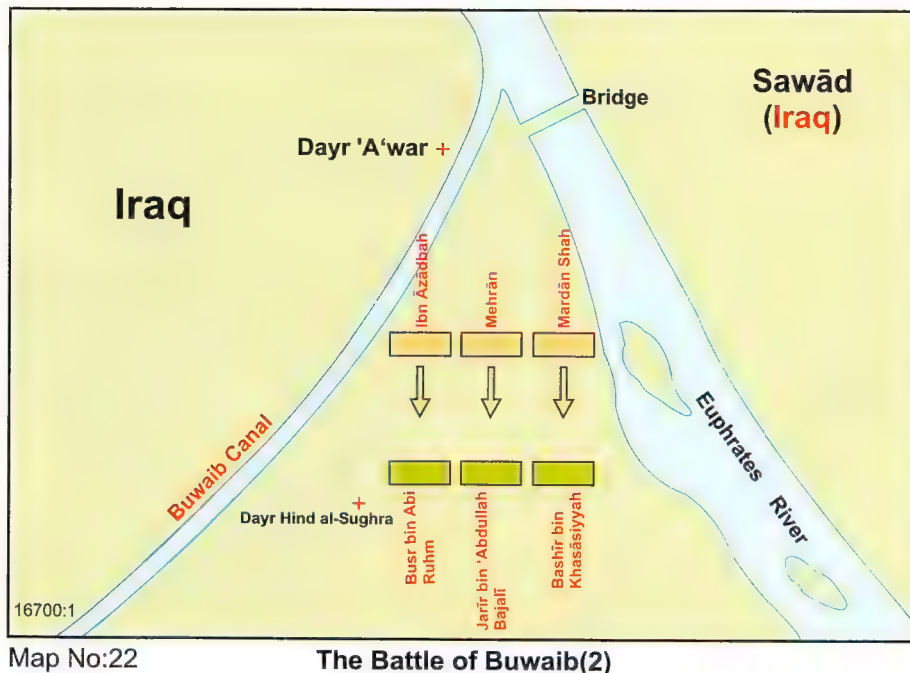 Sawād
(Iraq)
Bridge
Dayr 'A‘war
Iraq
Ibn Āzādbah
Mehrān
Mardān Shah
Buwaib Canal
Euphrates
River
Dayr Hind al-Sughra
Busr bin Abi
Ruhm
Jarīr bin ‘Abdullah
Bajalī
Bashīr bin
Khasāsiyyah
16700:1
Map No:22
The Battle of Buwaib(2)